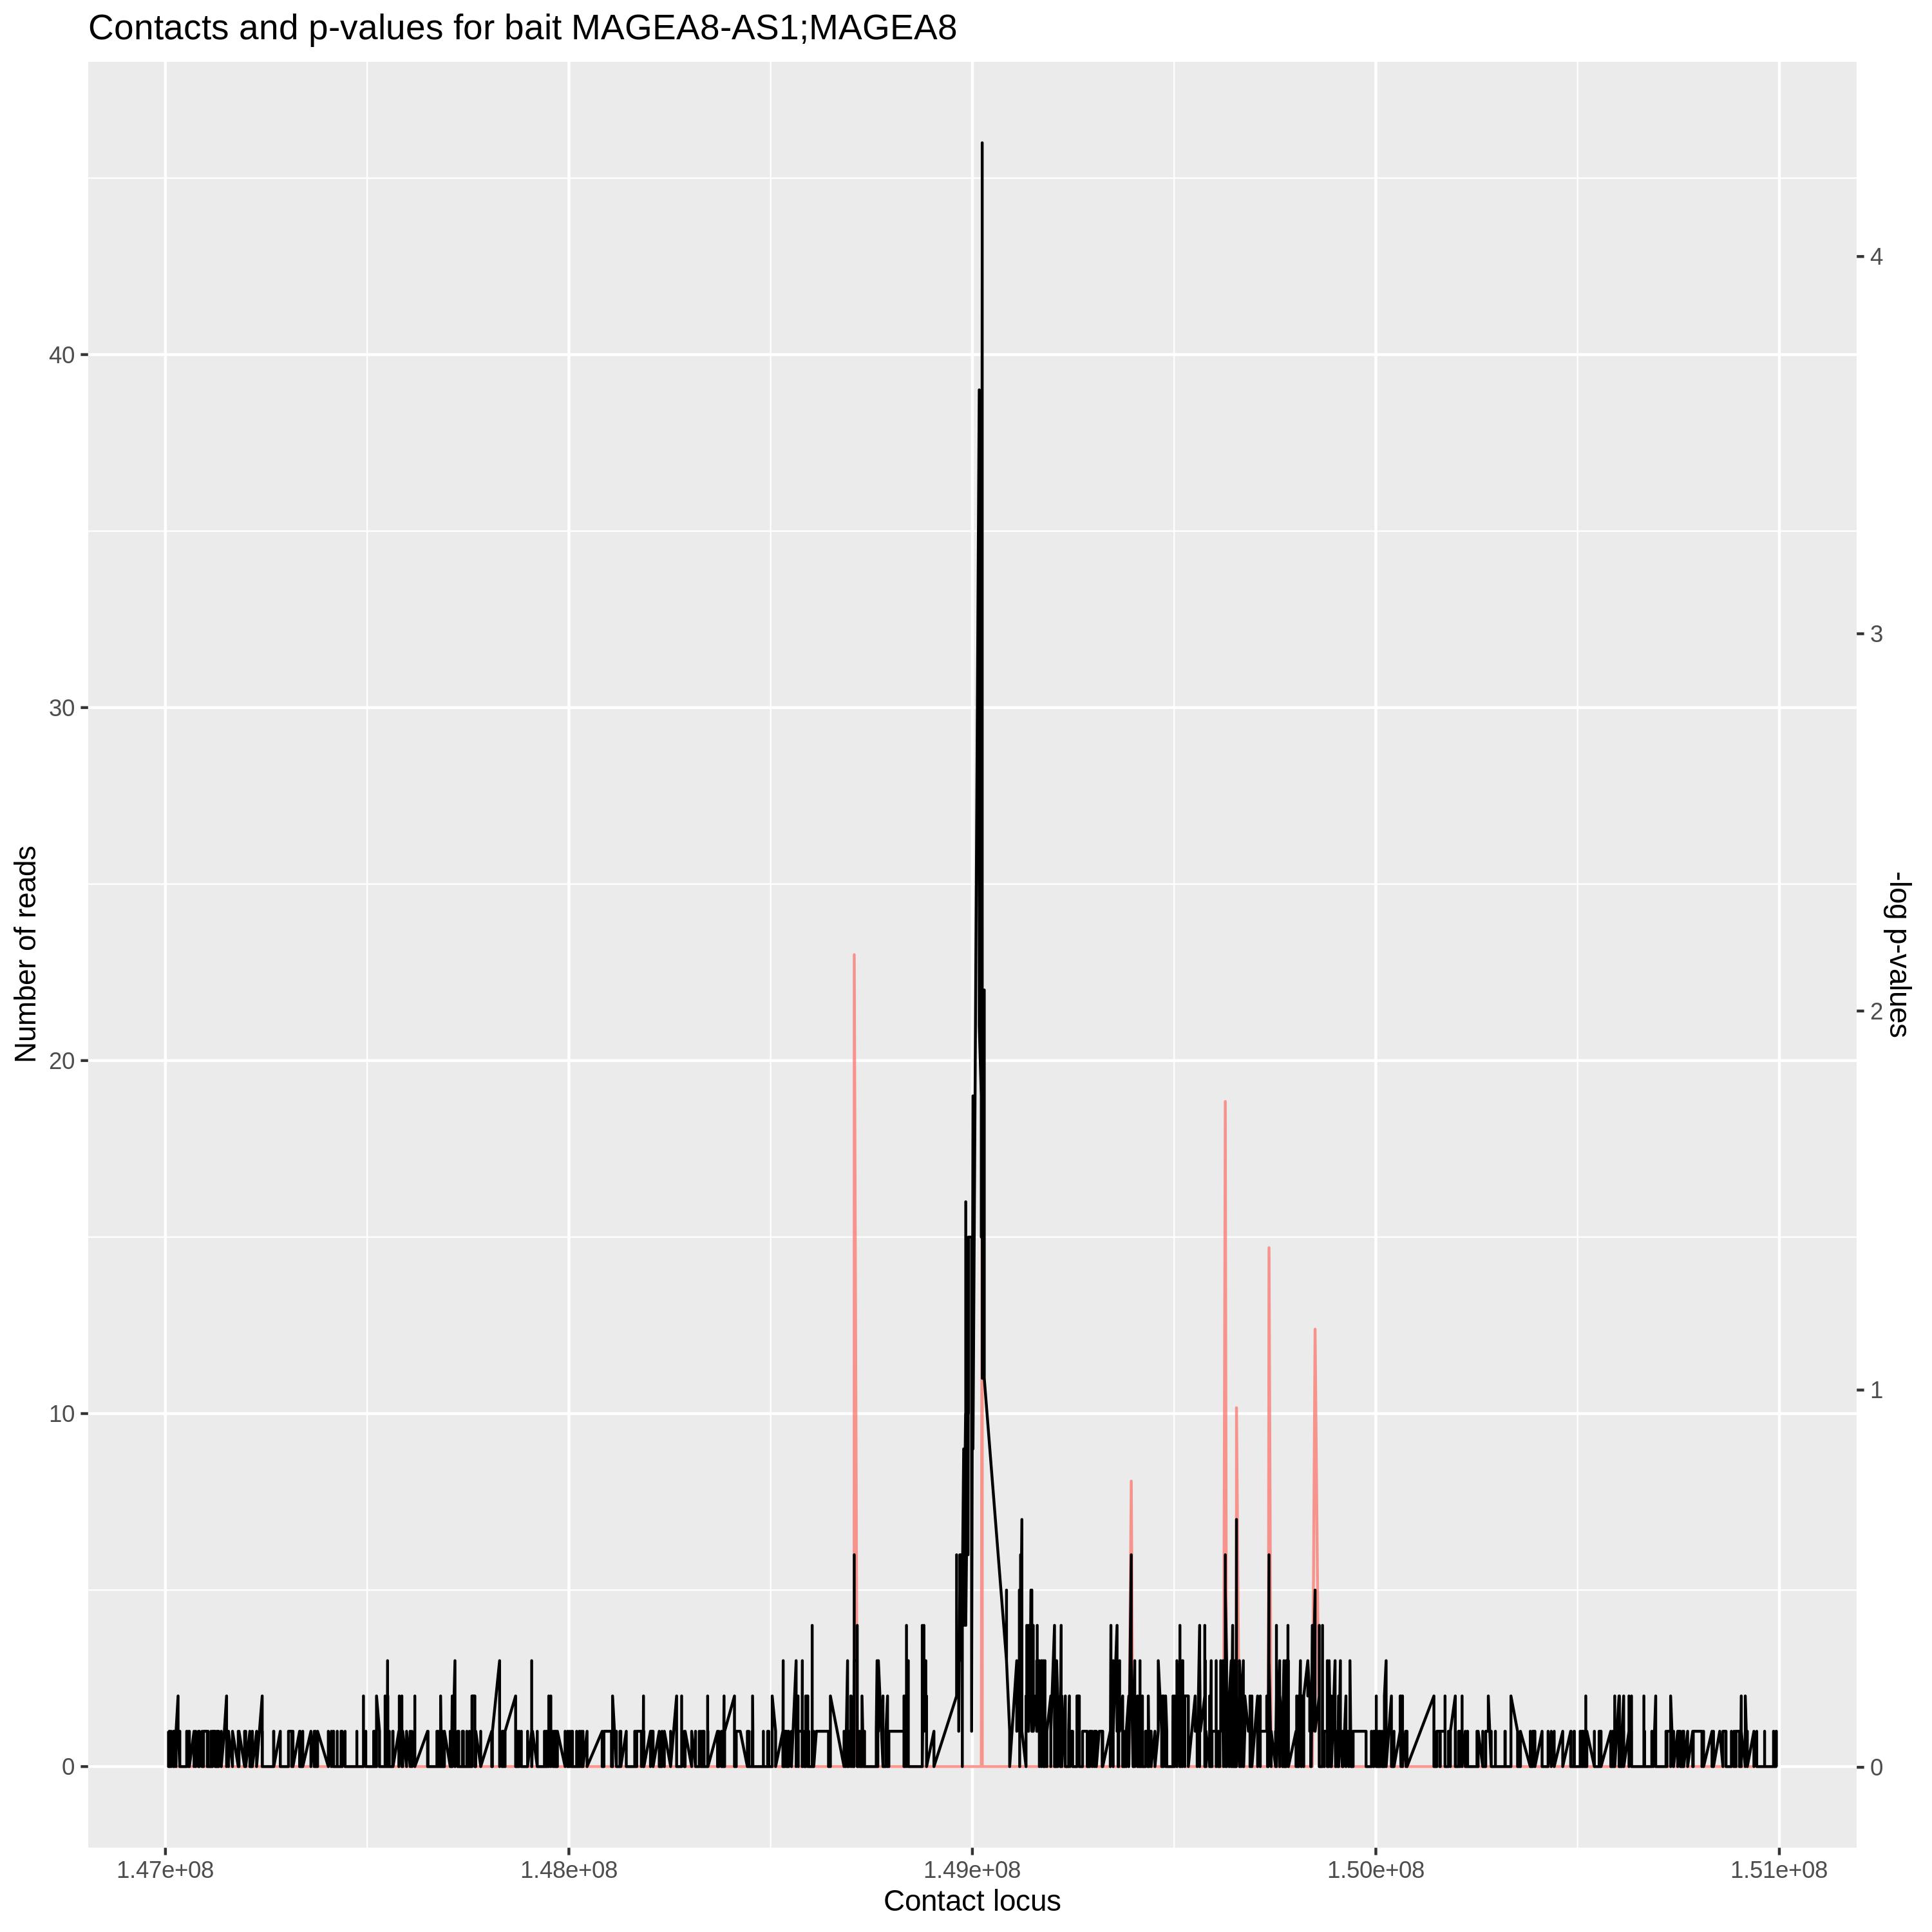 Contacts and p-values for bait MAGEA8-AS1;MAGEA8
Number of reads
40
30
20
10
0
4
3
2
1
0
-log p-values
1.47e+08
1.48e+08
1.49e+08
1.50e+08
1.51e+08
Contact locus